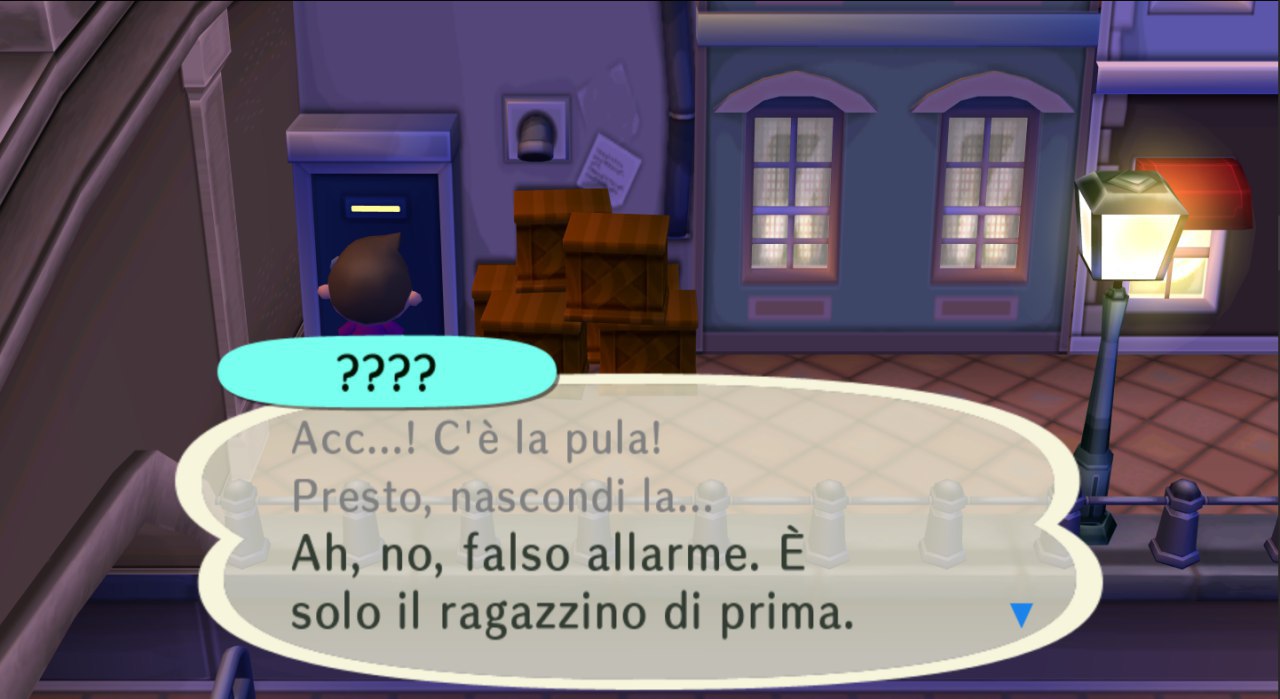 ????
Acc...! C'è la pula!
Presto, nascondi la...
Ah, no, falso allarme. È
solo il ragazzino di prima.